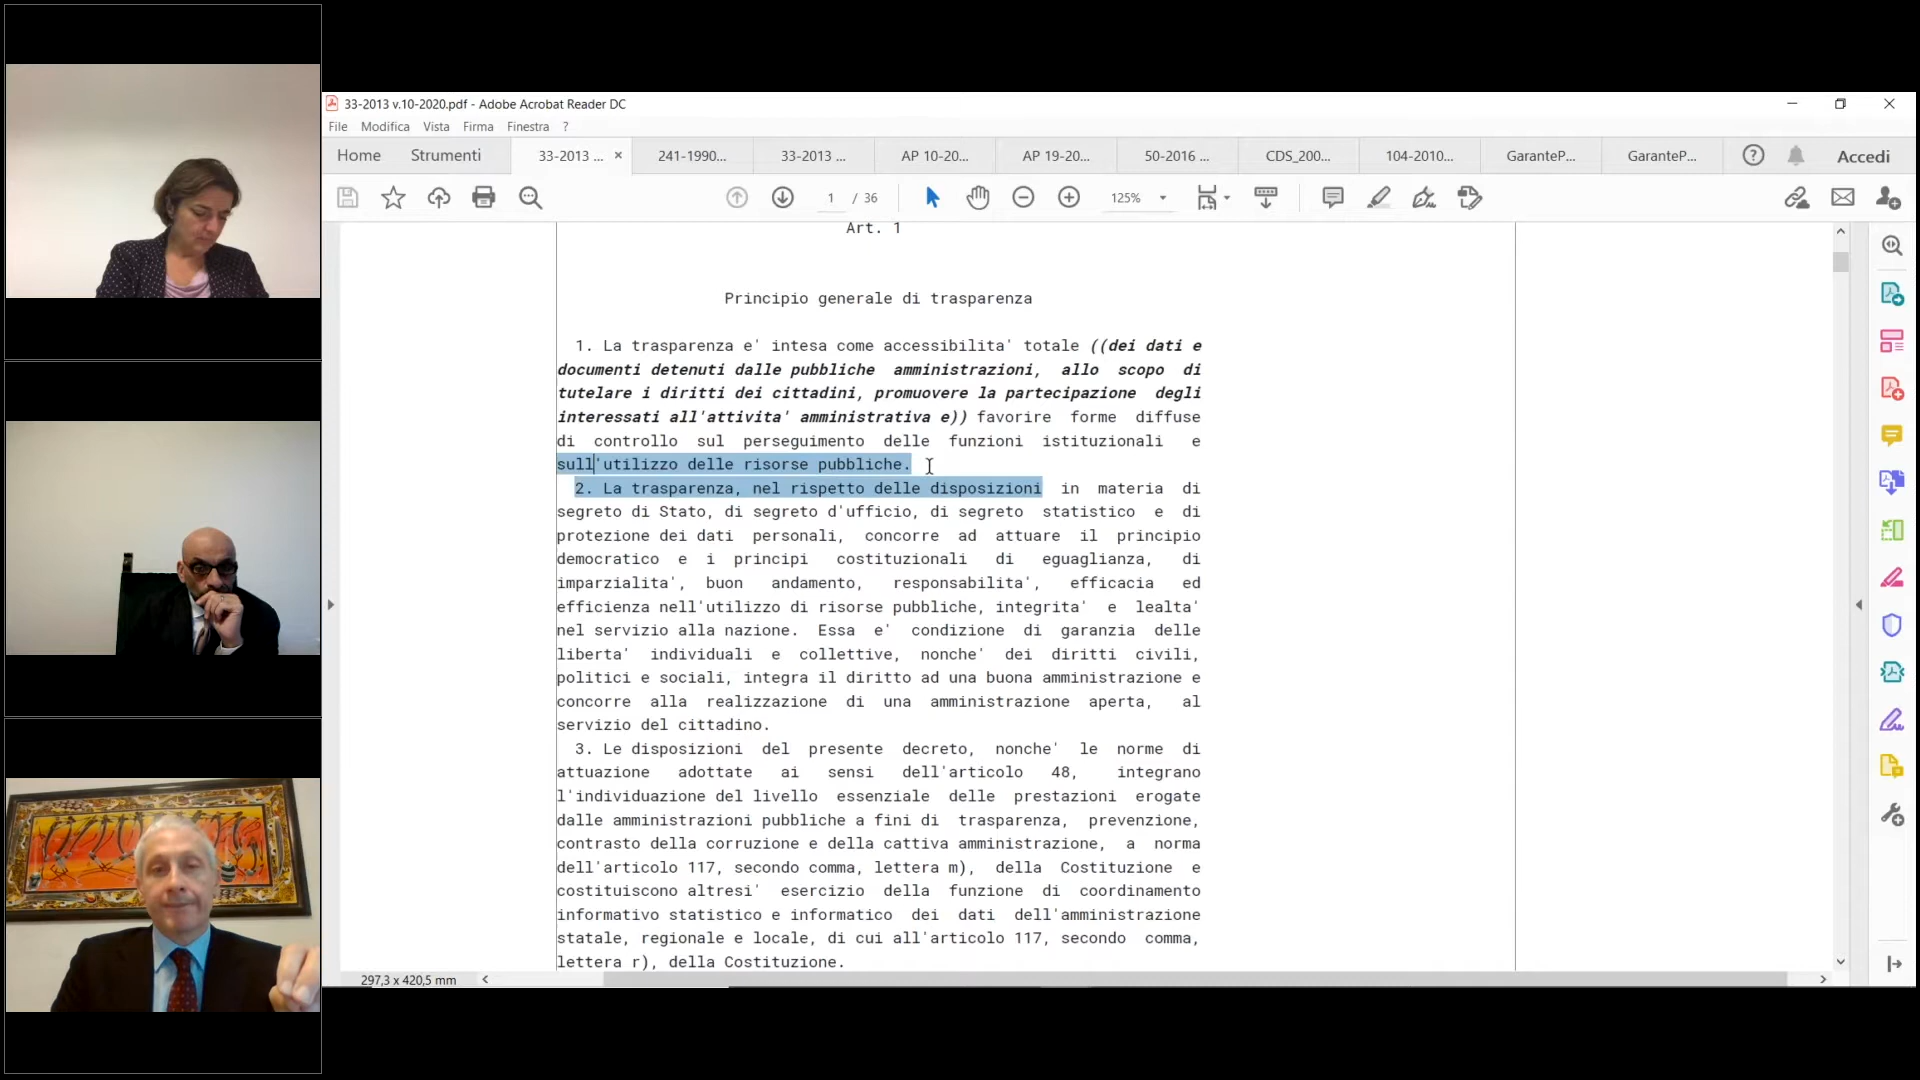 33-2013 v.10-2020.pdf - Adobe Acrobat Reader DC
File Modifica Vista Firma Finestra ?
Home Strumenti 33-2013 ... × 241-1990... 33-2013 ... AP 10-20... AP 19-20... 50-2016 ... CDS_200... 104-2010... GaranteP... GaranteP... Accedi
1 / 36 125%
Art. 1
Principio generale di trasparenza
1. La trasparenza e' intesa come accessibilita' totale ((dei dati e
documenti detenuti dalle pubbliche amministrazioni, allo scopo di
tutelare i diritti dei cittadini, promuovere la partecipazione degli
interessati all'attivita' amministrativa e)) favorire forme diffuse
di controllo sul perseguimento delle funzioni istituzionali e
sull'utilizzo delle risorse pubbliche.
2. La trasparenza, nel rispetto delle disposizioni in materia di
segreto di Stato, di segreto d'ufficio, di segreto statistico e di
protezione dei dati personali, concorre ad attuare il principio
democratico e i principi costituzionali di eguaglianza, di
imparzialita', buon andamento, responsabilita', efficacia ed
efficienza nell'utilizzo di risorse pubbliche, integrita' e lealta'
nel servizio alla nazione. Essa e' condizione di garanzia delle
liberta' individuali e collettive, nonche' dei diritti civili,
politici e sociali, integra il diritto ad una buona amministrazione e
concorre alla realizzazione di una amministrazione aperta, al
servizio del cittadino.
3. Le disposizioni del presente decreto, nonche' le norme di
attuazione adottate ai sensi dell'articolo 48, integrano
l'individuazione del livello essenziale delle prestazioni erogate
dalle amministrazioni pubbliche a fini di trasparenza, prevenzione,
contrasto della corruzione e della cattiva amministrazione, a norma
dell'articolo 117, secondo comma, lettera m), della Costituzione e
costituiscono altresi' esercizio della funzione di coordinamento
informativo statistico e informatico dei dati dell'amministrazione
statale, regionale e locale, di cui all'articolo 117, secondo comma,
lettera r), della Costituzione.
297,3 x 420,5 mm